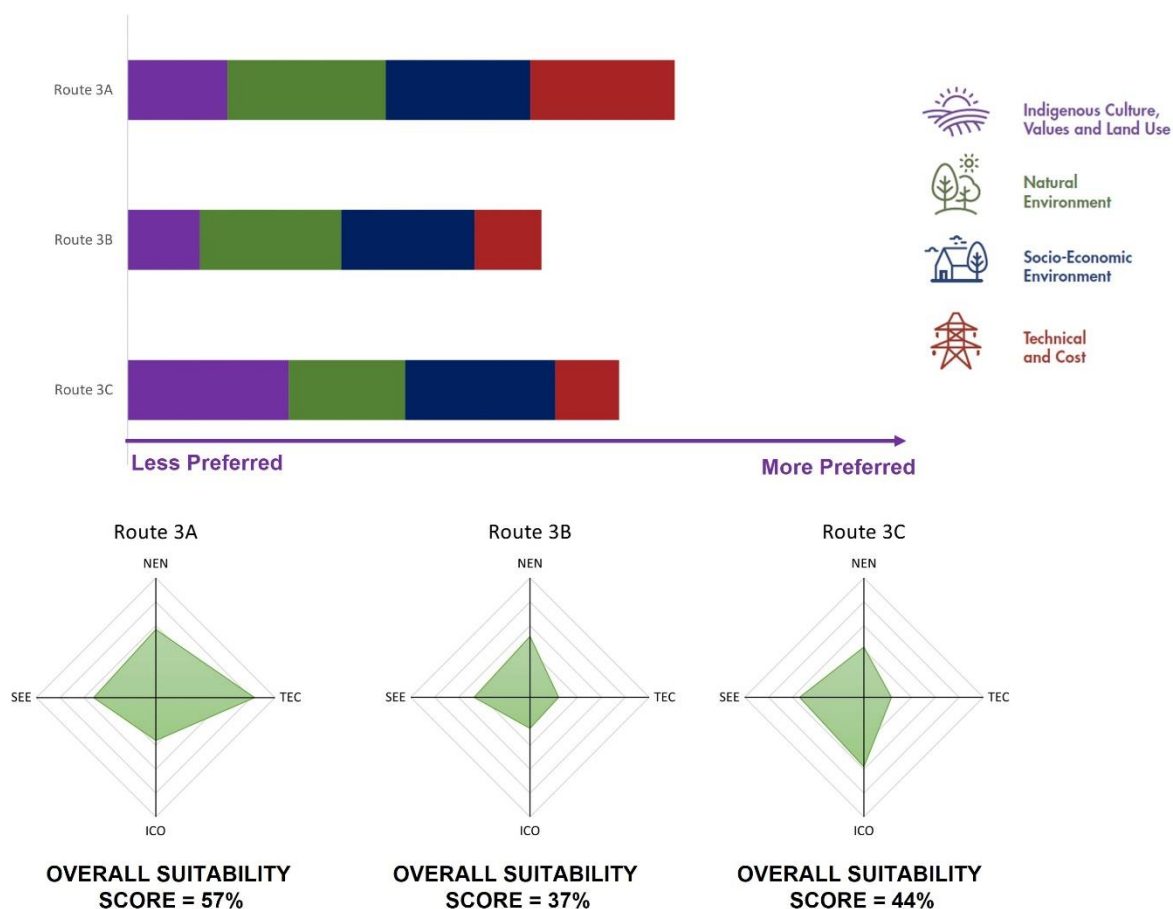 Route 3A
Route 3B
Route 3C
Less Preferred
More Preferred
Indigenous Culture,
Values and Land Use
Natural
Environment
Socio-Economic
Environment
Technical
and Cost
Route 3A
NEN
SEE
TEC
ICO
OVERALL SUITABILITY
SCORE = 57%
Route 3B
NEN
SEE
TEC
ICO
OVERALL SUITABILITY
SCORE = 37%
Route 3C
NEN
SEE
TEC
ICO
OVERALL SUITABILITY
SCORE = 44%